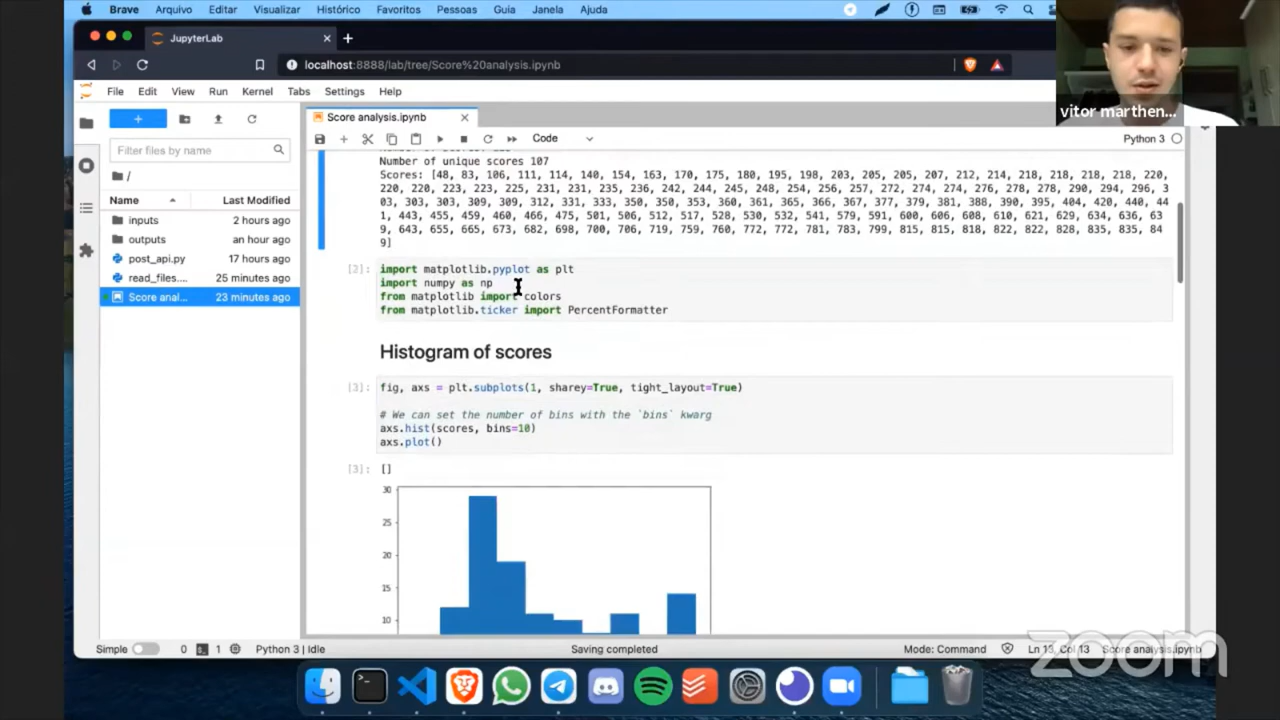 Brave Arquivo Editar Visualizar Histórico Favoritos Pessoas Guia Janela Ajuda
JupyterLab
localhost:8888/lab/tree/Score%20analysis.ipynb
vitor marthen...
File Edit View Run Kernel Tabs Settings Help
Score analysis.ipynb
Code
Python 3
Filter files by name
/
Name Last Modified
inputs 2 hours ago
outputs an hour ago
post_api.py 17 hours ago
read_files.... 25 minutes ago
Score anal... 23 minutes ago
Number of unique scores 107
Scores: [48, 83, 106, 111, 114, 140, 154, 163, 170, 175, 180, 195, 198, 203, 205, 205, 207, 212, 214, 218, 218, 218, 218, 220,
220, 220, 223, 223, 225, 231, 231, 235, 236, 242, 244, 245, 248, 254, 256, 257, 272, 274, 274, 276, 278, 278, 290, 294, 296, 3
03, 303, 303, 309, 309, 312, 331, 333, 350, 350, 353, 360, 361, 365, 366, 367, 377, 379, 381, 388, 390, 395, 404, 420, 440, 44
1, 443, 455, 459, 460, 466, 475, 501, 506, 512, 517, 528, 530, 532, 541, 579, 591, 600, 606, 608, 610, 621, 629, 634, 636, 63
9, 643, 655, 665, 673, 682, 698, 700, 706, 719, 759, 760, 772, 772, 781, 783, 799, 815, 815, 818, 822, 822, 828, 835, 835, 84
9]
[2]:
import matplotlib.pyplot as plt
import numpy as np
from matplotlib import colors
from matplotlib.ticker import PercentFormatter
Histogram of scores
[3]:
fig, axs = plt.subplots(1, sharey=True, tight_layout=True)
# We can set the number of bins with the `bins` kwarg
axs.hist(scores, bins=10)
axs.plot()
[3]: []
30
25
20
15
10
Simple 0 1 Python 3 | Idle Saving completed Mode: Command Ln 13, Col 13 Score analysis.ipynb
zoom